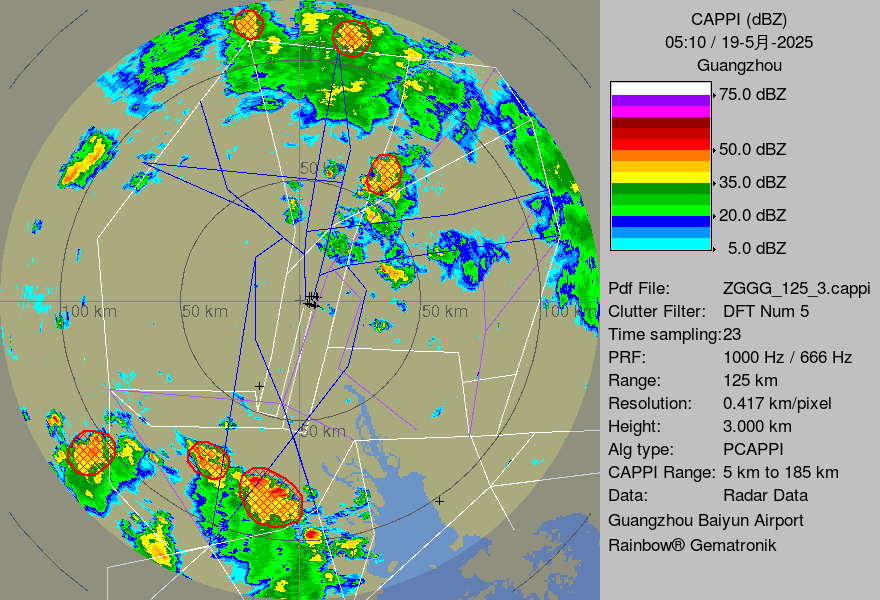 CAPPI (dBZ)
05:10 / 19-5月-2025
Guangzhou
75.0 dBZ
50.0 dBZ
35.0 dBZ
20.0 dBZ
5.0 dBZ
Pdf File: ZGGG_125_3.cappi
Clutter Filter: DFT Num 5
Time sampling:23
PRF: 1000 Hz / 666 Hz
Range: 125 km
Resolution: 0.417 km/pixel
Height: 3.000 km
Alg type: PCAPPI
CAPPI Range: 5 km to 185 km
Data: Radar Data
Guangzhou Baiyun Airport
Rainbow® Gematronik
50 km
100 km
50 km
50 km
100 km
50 km